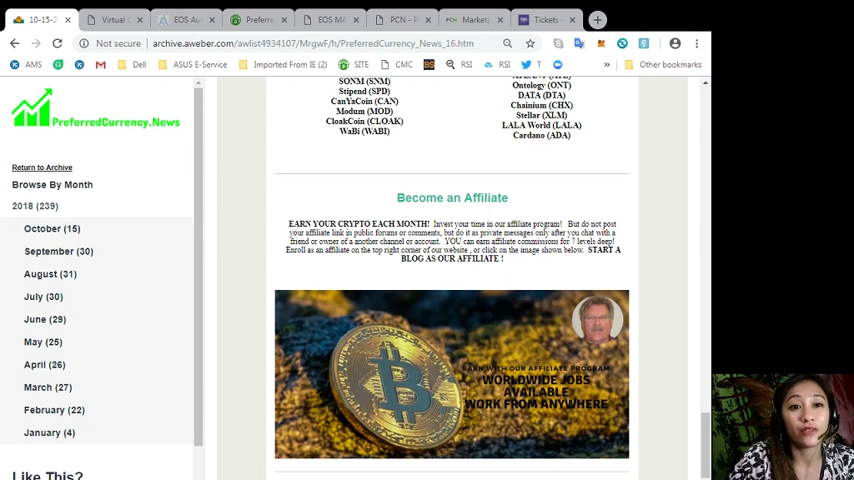 10-15-2
Virtual C
EOS Au
Preferre
EOS MA
PCN - P
Marketp
Tickets -
Not secure
archive.aweber.com/awlist4934107/MrgwF/h/PreferredCurrency_News_16.htm
AMS
Dell
ASUS E-Service
Imported From IE (2)
SITE
CMC
RSI
RSI
T
»
Other bookmarks
PreferredCurrency.News
Return to Archive
Browse By Month
2018 (239)
October (15)
September (30)
August (31)
July (30)
June (29)
May (25)
April (26)
March (27)
February (22)
January (4)
Like This?
SONM (SNM)
Stipend (SPD)
CanYaCoin (CAN)
Modum (MOD)
CloakCoin (CLOAK)
WaBi (WABI)
Ontology (ONT)
DATA (DTA)
Chainium (CHX)
Stellar (XLM)
LALA World (LALA)
Cardano (ADA)
Become an Affiliate
EARN YOUR CRYPTO EACH MONTH! Invest your time in our affiliate program! But do not post
your affiliate link in public forums or comments, but do it as private messages only after you chat with a
friend or owner of a another channel or account. YOU can earn affiliate commissions for 7 levels deep!
Enroll as an affiliate on the top right corner of our website , or click on the image shown below. START A
BLOG AS OUR AFFILIATE !
EARN WITH OUR AFFILIATE PROGRAM
WORLDWIDE JOBS
AVAILABLE
WORK FROM ANYWHERE